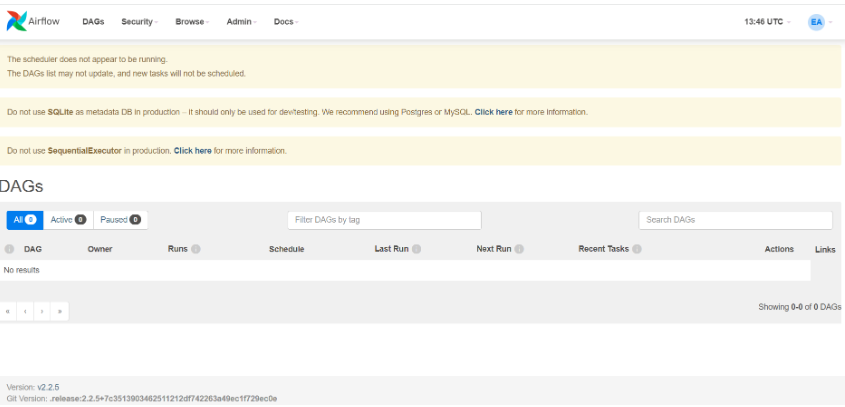 Airflow DAGs Security Browse Admin Docs 13:46 UTC EA
The scheduler does not appear to be running.
The DAGs list may not update, and new tasks will not be scheduled.
Do not use SQLite as metadata DB in production – it should only be used for dev/testing. We recommend using Postgres or MySQL. Click here for more information.
Do not use SequentialExecutor in production. Click here for more information.
DAGs
All 0 Active 0 Paused 0 Filter DAGs by tag Search DAGs
i DAG Owner Runs i Schedule Last Run i Next Run i Recent Tasks i Actions Links
No results
« ‹ › » Showing 0-0 of 0 DAGs
Version: v2.2.5
Git Version: .release:2.2.5+7c3513903462511212df742263a49ec1f729ec0e